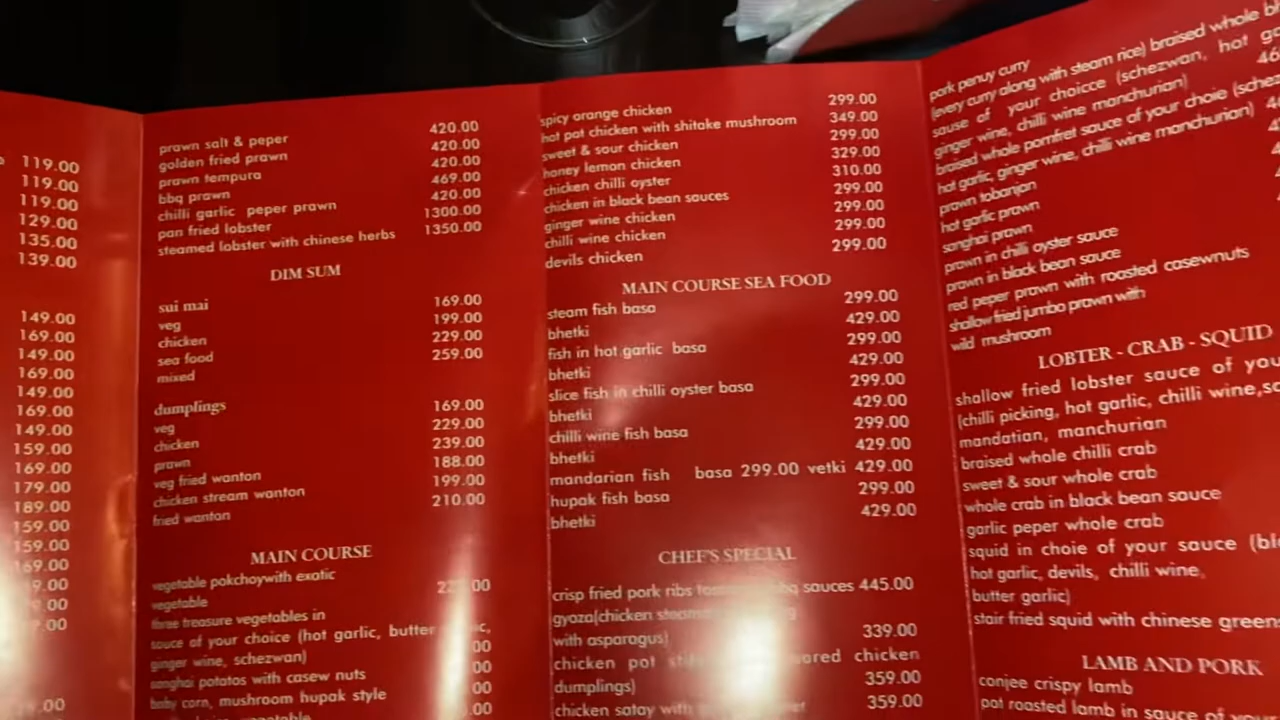 119.00
119.00
119.00
129.00
135.00
139.00
149.00
169.00
149.00
169.00
149.00
169.00
149.00
159.00
169.00
179.00
189.00
159.00
159.00
169.00
prawn salt & peper 420.00
golden fried prawn 420.00
prawn tempura 420.00
bbq prawn 469.00
chilli garlic peper prawn 420.00
pan fried lobster 1300.00
steamed lobster with chinese herbs 1350.00
DIM SUM
sui mai
veg 169.00
chicken 199.00
sea food 229.00
mixed 259.00
dumplings
veg 169.00
chicken 229.00
prawn 239.00
veg fried wanton 188.00
chicken stream wanton 199.00
fried wanton 210.00
MAIN COURSE
vegetable pokchoywith exatic
vegetable
three treasure vegetables in
sauce of your choice (hot garlic, butter
ginger wine, schezwan)
sanghai potatos with casew nuts
baby corn, mushroom hupak style
spicy orange chicken 299.00
hot pot chicken with shitake mushroom 349.00
sweet & sour chicken 299.00
honey lemon chicken 329.00
chicken chilli oyster 310.00
chicken in black bean sauces 299.00
ginger wine chicken 299.00
chilli wine chicken 299.00
devils chicken 299.00
MAIN COURSE SEA FOOD
steam fish basa 299.00
bhetki 429.00
fish in hot garlic basa 299.00
bhetki 429.00
slice fish in chilli oyster basa 299.00
bhetki 429.00
chilli wine fish basa 299.00
bhetki 429.00
mandarian fish basa 299.00 vetki 429.00
hupak fish basa 299.00
bhetki 429.00
CHEF'S SPECIAL
crisp fried pork ribs sauces 445.00
gyoza(chicken
with asparagus) 339.00
chicken pot chicken
dumplings) 359.00
chicken satay with 359.00
pork penuy curry
(every curry along with steam rice) braised whole
sause of your choicce (schezwan, hot
ginger wine, chilli wine manchurian)
braised whole pomfret sauce of your choie
hot garlic, ginger wine, chilli wine manchurian)
prawn tobanjan
hot garlic prawn
sanghai prawn
prawn in chilli oyster sauce
prawn in black bean sauce
red peper prawn with roasted casewnuts
shallow fried jumbo prawn with
wild mushroom
LOBTER - CRAB - SQUID
shallow fried lobster sauce of
(chilli picking, hot garlic, chilli wine,
mandatian, manchurian
braised whole chilli crab
sweet & sour whole crab
whole crab in black bean sauce
garlic peper whole crab
squid in choie of your sauce
hot garlic, devils, chilli wine,
butter garlic)
stair fried squid with chinese
LAMB AND PORK
conjee crispy lamb
pot roasted lamb in sauce of